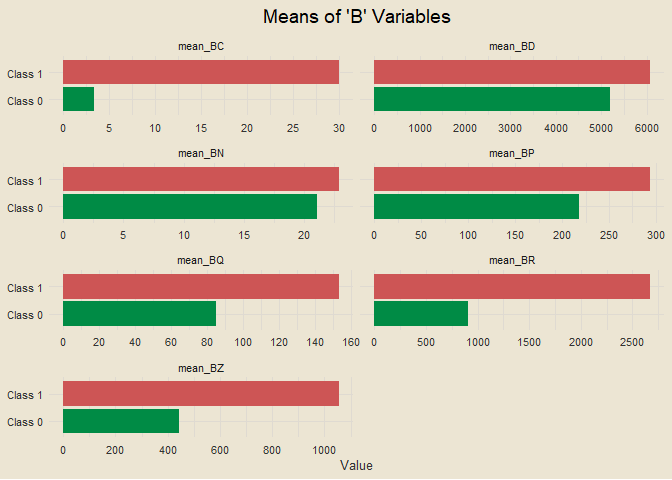 Means of 'B' Variables
mean_BC mean_BD
Class 1
Class 0
0 5 10 15 20 25 30 0 1000 2000 3000 4000 5000 6000
mean_BN mean_BP
Class 1
Class 0
0 5 10 15 20 0 50 100 150 200 250 300
mean_BQ mean_BR
Class 1
Class 0
0 20 40 60 80 100 120 140 160 0 500 1000 1500 2000 2500
mean_BZ
Class 1
Class 0
0 200 400 600 800 1000
Value